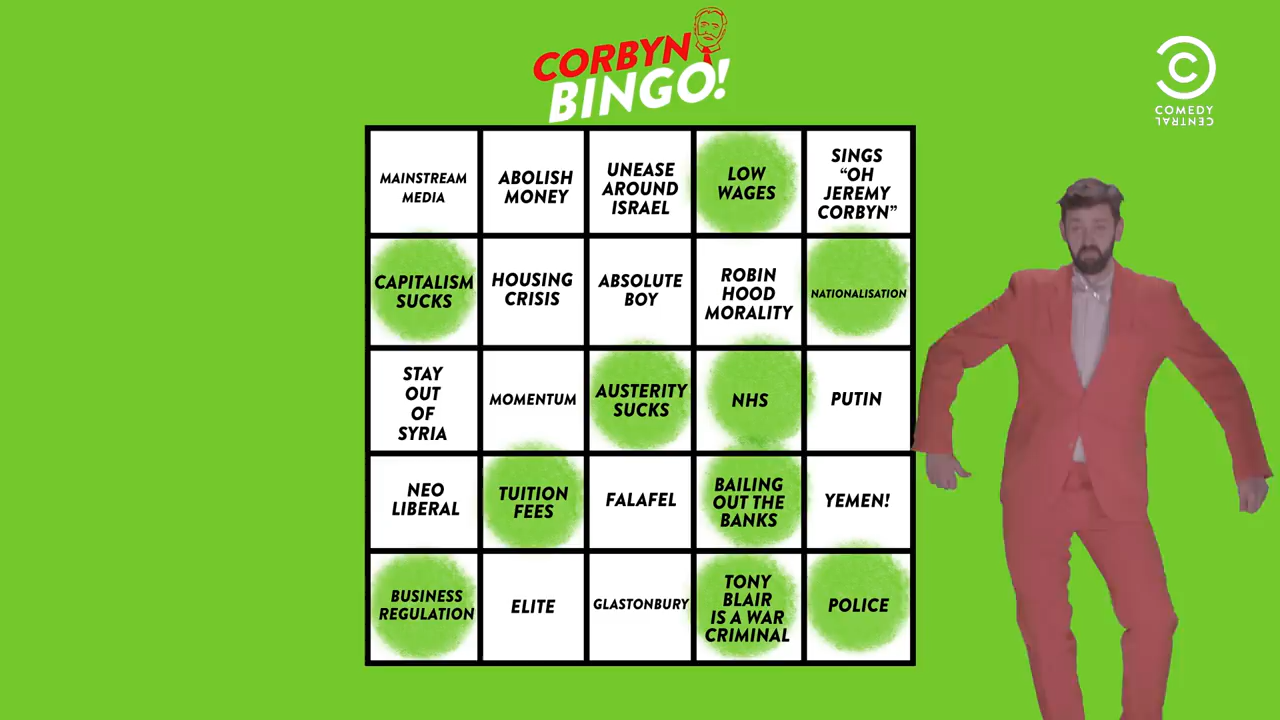 CORBYN
BINGO!
COMEDY
CENTRAL
MAINSTREAM
MEDIA
ABOLISH
MONEY
UNEASE
AROUND
ISRAEL
LOW
WAGES
SINGS
“OH
JEREMY
CORBYN”
CAPITALISM
SUCKS
HOUSING
CRISIS
ABSOLUTE
BOY
ROBIN
HOOD
MORALITY
NATIONALISATION
STAY
OUT
OF
SYRIA
MOMENTUM
AUSTERITY
SUCKS
NHS
PUTIN
NEO
LIBERAL
TUITION
FEES
FALAFEL
BAILING
OUT THE
BANKS
YEMEN!
BUSINESS
REGULATION
ELITE
GLASTONBURY
TONY
BLAIR
IS A WAR
CRIMINAL
POLICE